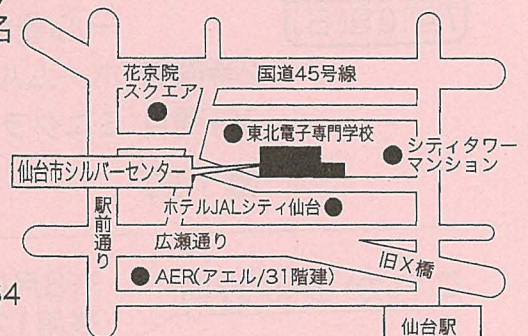 名
花京院
スクエア
国道45号線
東北電子専門学校
シティタワー
マンション
仙台市シルバーセンター
駅前通り
ホテルJALシティ仙台
広瀬通り
旧X橋
AER(アエル/31階建)
64
仙台駅